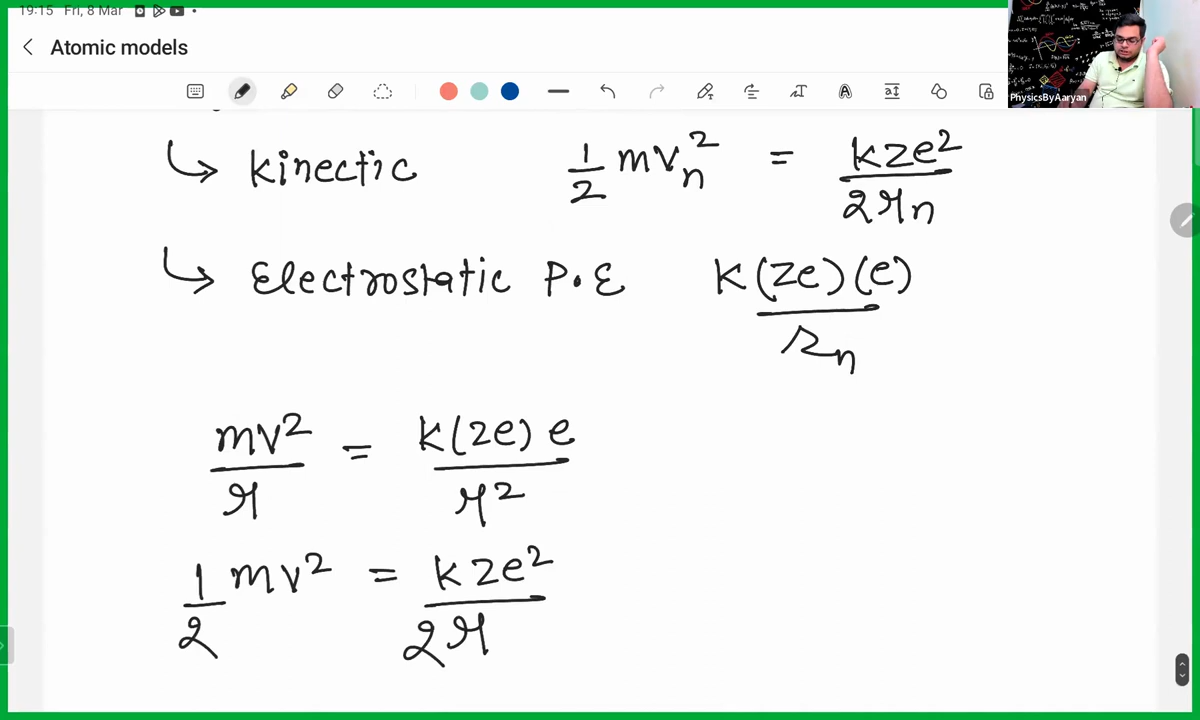 19:15 Fri, 8 Mar
Atomic models
PhysicsByAaryan
↳ Kinectic 1/2 mv_n^2 = kze^2/2r_n
↳ Electrostatic P.E K(ze)(e)/r_n
mv^2/r = k(ze)e/r^2
1/2 mv^2 = kze^2/2r